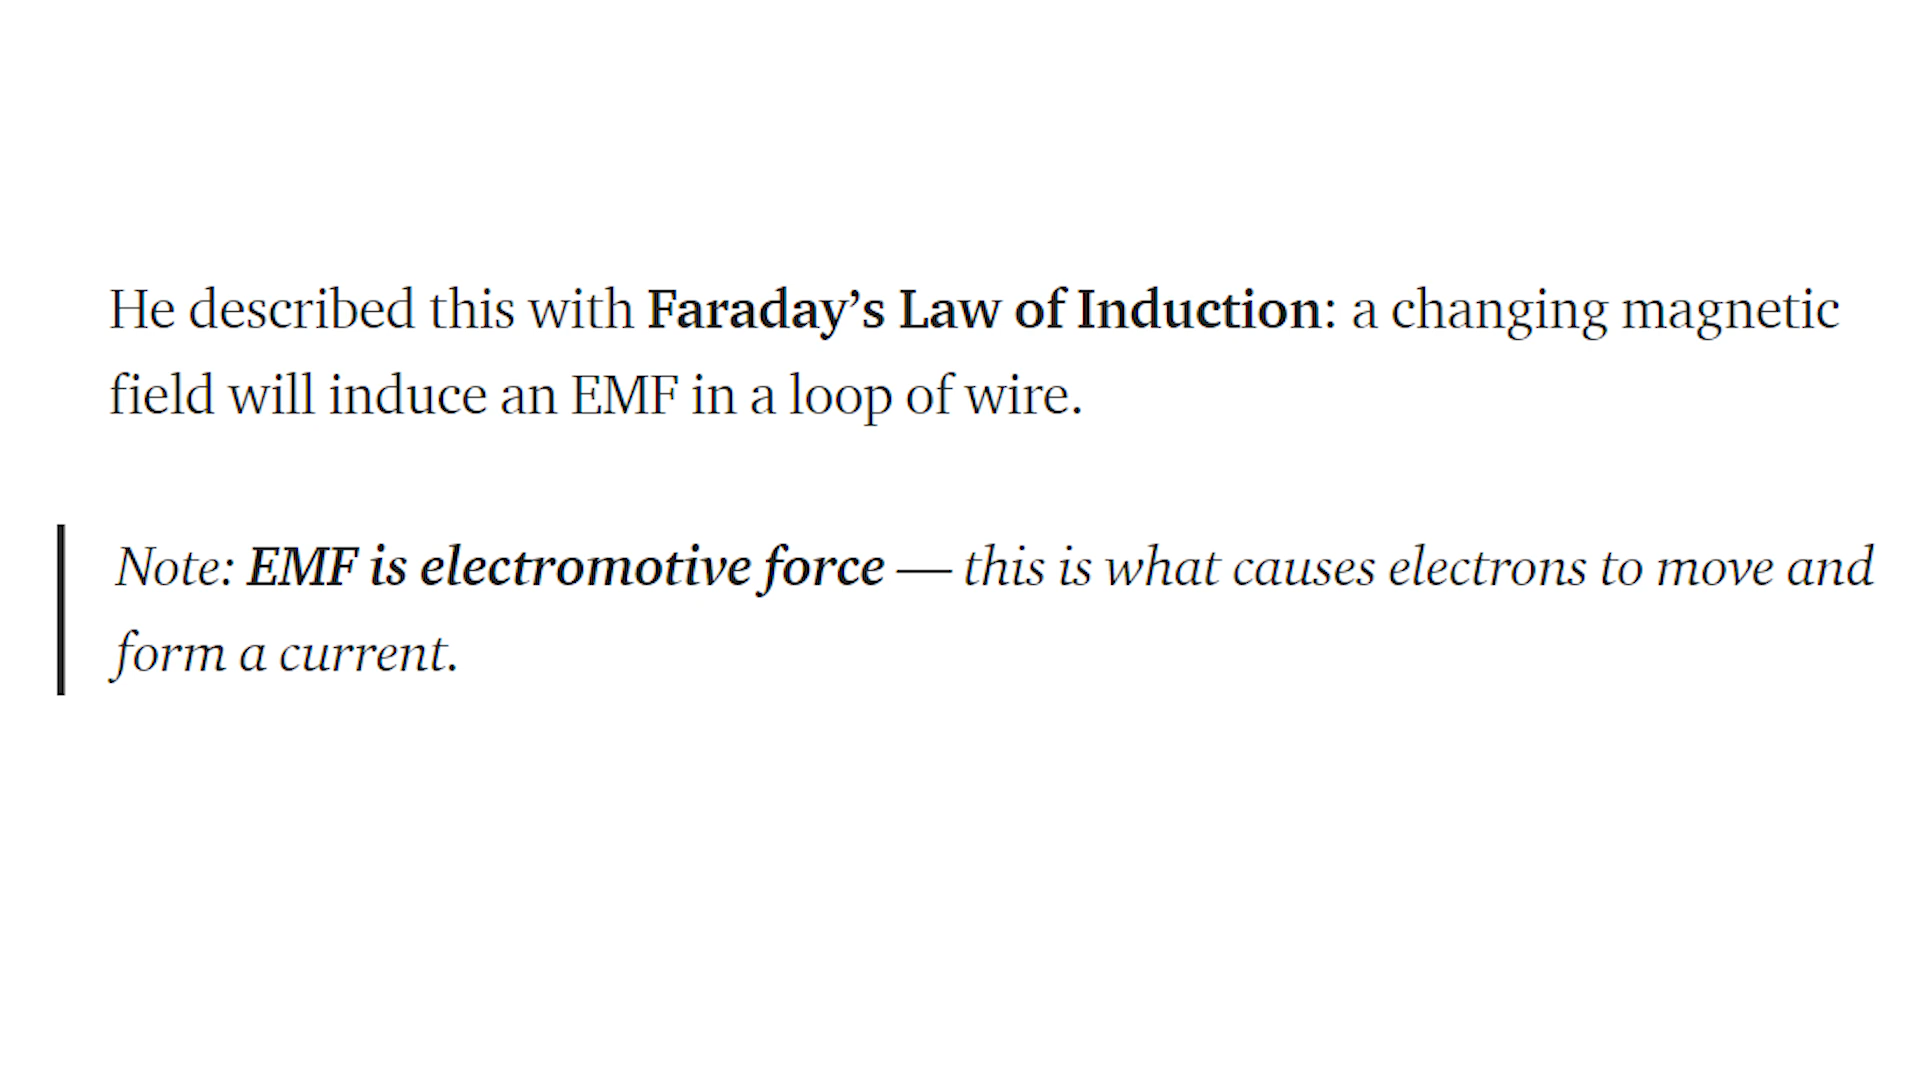 He described this with Faraday’s Law of Induction: a changing magnetic
field will induce an EMF in a loop of wire.
Note: EMF is electromotive force — this is what causes electrons to move and
form a current.